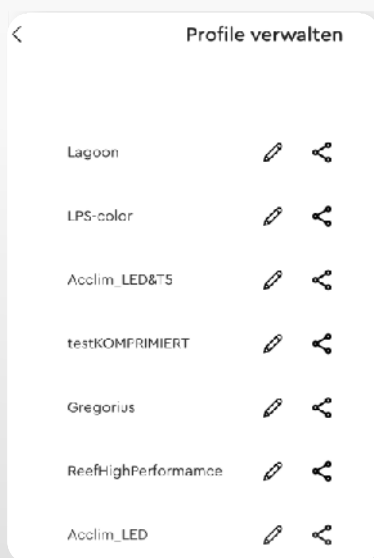 Profile verwalten
Lagoon
LPS-color
Acclim_LED&T5
testKOMPRIMIERT
Gregorius
ReefHighPerformamce
Acclim_LED